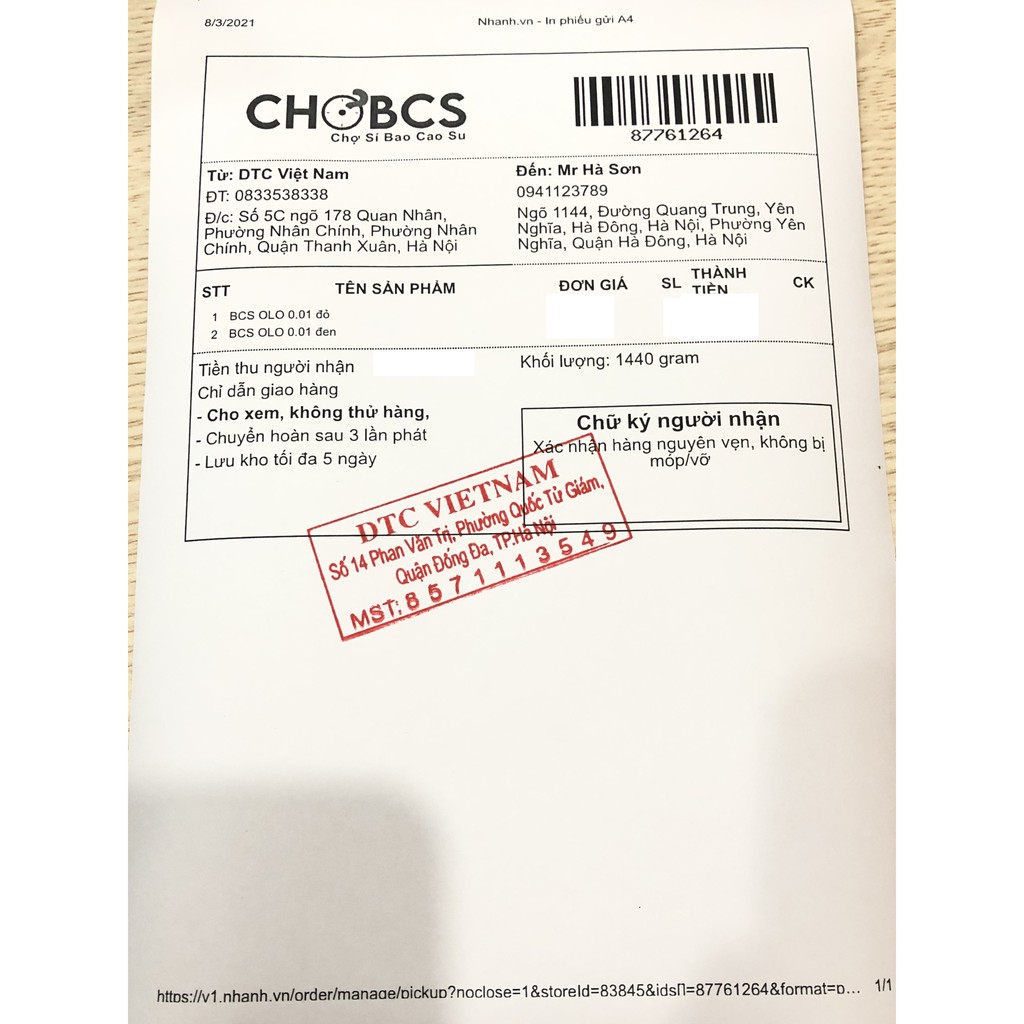 8/3/2021
Nhanh.vn - In phiếu gửi A4
CHOBCS
Chợ Sỉ Bao Cao Su
87761264
Từ: DTC Việt Nam
ĐT: 0833538338
Đ/c: Số 5C ngõ 178 Quan Nhân,
Phường Nhân Chính, Phường Nhân
Chính, Quận Thanh Xuân, Hà Nội
Đến: Mr Hà Sơn
0941123789
Ngõ 1144, Đường Quang Trung, Yên
Nghĩa, Hà Đông, Hà Nội, Phường Yên
Nghĩa, Quận Hà Đông, Hà Nội
STT TÊN SẢN PHẨM ĐƠN GIÁ SL THÀNH TIỀN CK
1 BCS OLO 0.01 đỏ
2 BCS OLO 0.01 đen
Tiền thu người nhận
Khối lượng: 1440 gram
Chỉ dẫn giao hàng
- Cho xem, không thử hàng,
- Chuyển hoàn sau 3 lần phát
- Lưu kho tối đa 5 ngày
Chữ ký người nhận
Xác nhận hàng nguyên vẹn, không bị
móp/vỡ
DTC VIETNAM
Số 14 Phan Văn Trị, Phường Quốc Tử Giám,
Quận Đống Đa, TP.Hà Nội
MST: 8571113549
https://v1.nhanh.vn/order/manage/pickup?noclose=1&storeId=83845&ids[]=87761264&format=p... 1/1